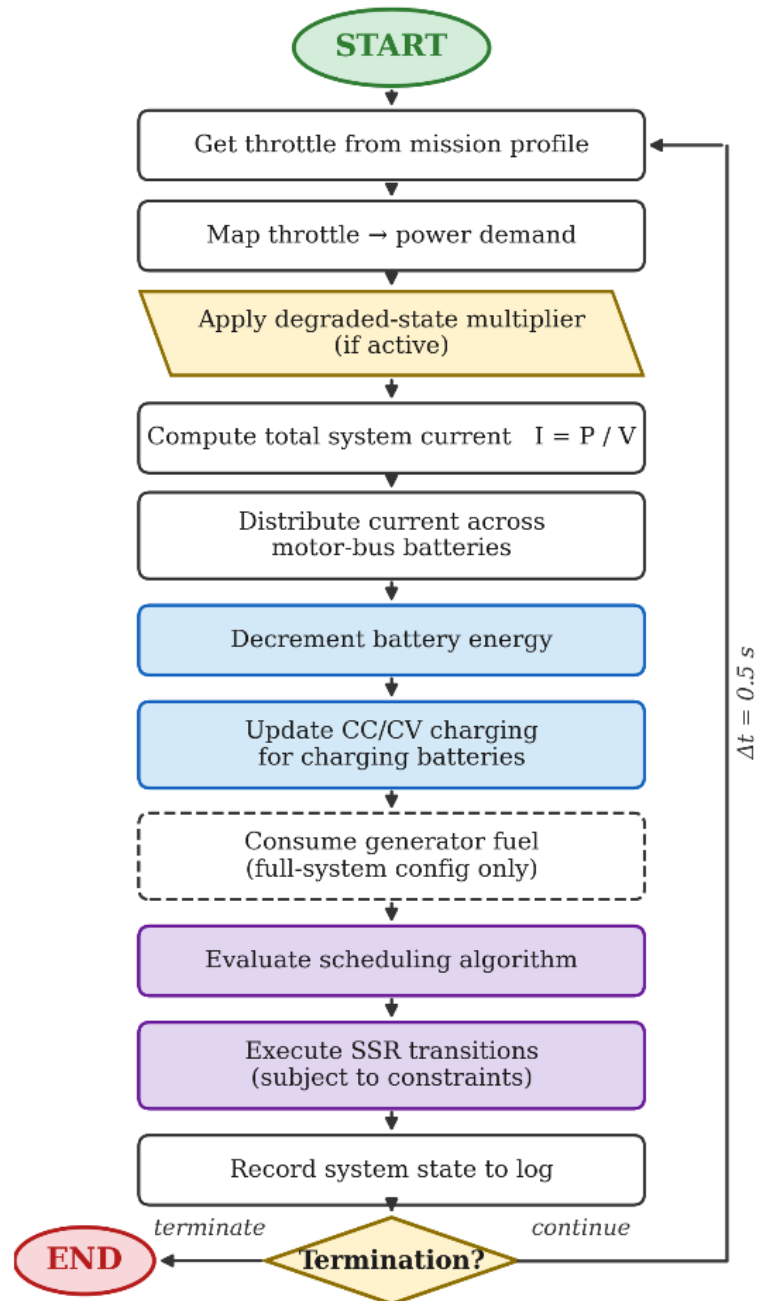 START
Get throttle from mission profile
Map throttle → power demand
Apply degraded-state multiplier
(if active)
Compute total system current I = P / V
Distribute current across
motor-bus batteries
Decrement battery energy
Update CC/CV charging
for charging batteries
Consume generator fuel
(full-system config only)
Evaluate scheduling algorithm
Execute SSR transitions
(subject to constraints)
Record system state to log
Termination?
terminate
END
continue
Δt = 0.5 s